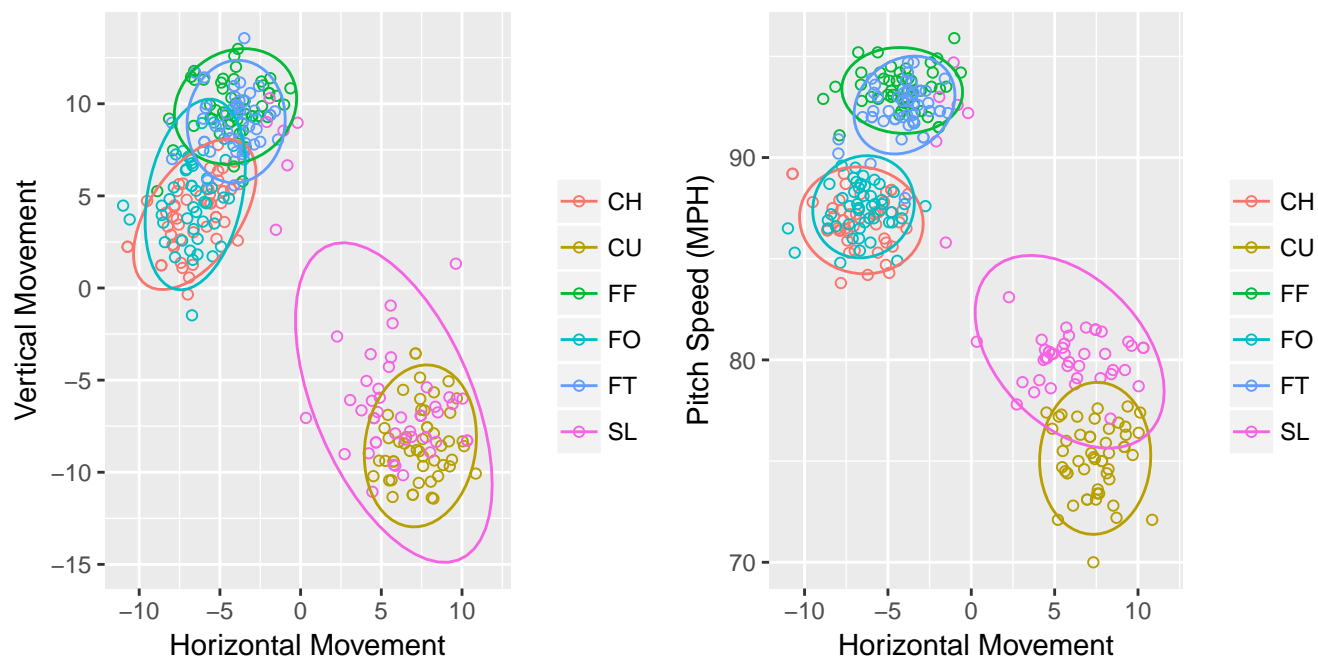 Vertical Movement
10
5
0
−5
−10
−15
−10 −5 0 5 10
Horizontal Movement
CH
CU
FF
FO
FT
SL
Pitch Speed (MPH)
90
80
70
−10 −5 0 5 10
Horizontal Movement
CH
CU
FF
FO
FT
SL